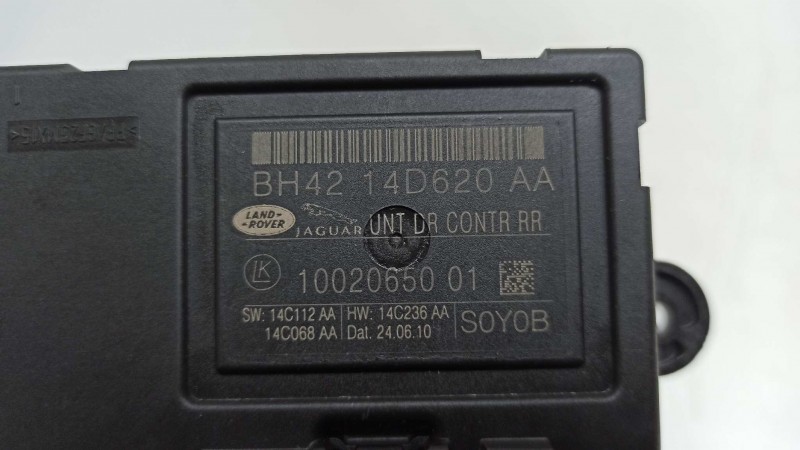 BH42 14D620 AA
LAND-
-ROVER
JAGUAR UNT DR CONTR RR
LK 10020650 01
SW: 14C112 AA HW: 14C236 AA
14C068 AA Dat. 24.06.10 S0Y0B